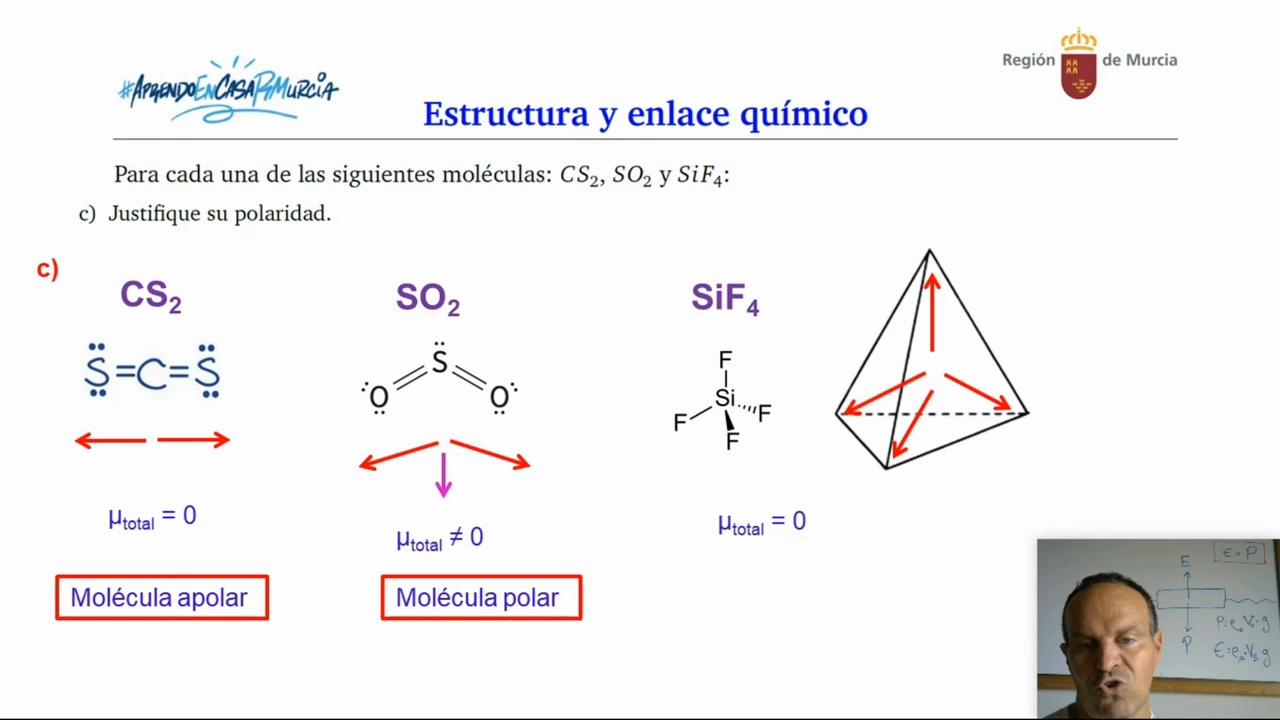 #APRENDOENCASARMURCIA
Región de Murcia
Estructura y enlace químico
Para cada una de las siguientes moléculas: CS₂, SO₂ y SiF₄:
c) Justifique su polaridad.
c)
CS₂
S=C=S
μtotal = 0
Molécula apolar
SO₂
S
O O
μtotal ≠ 0
Molécula polar
SiF₄
F
Si
F F
F
μtotal = 0
E
ϵ = P
P